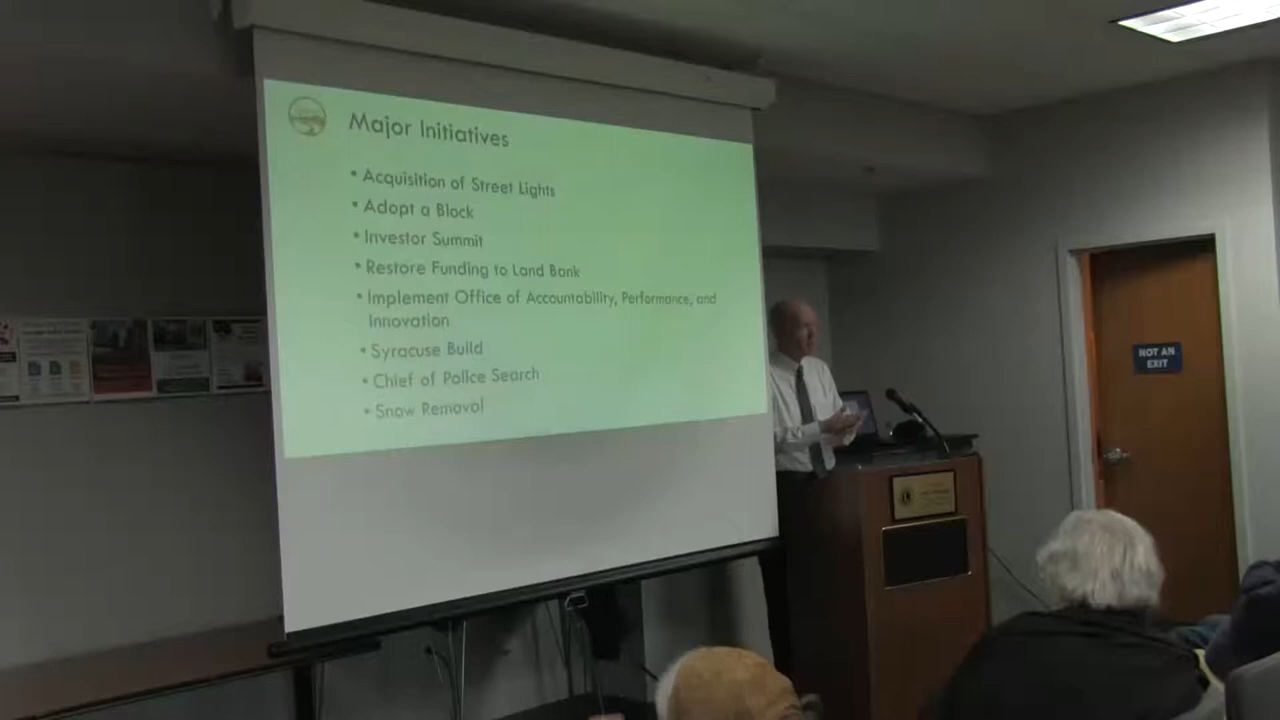 Major Initiatives
• Acquisition of Street Lights
• Adopt a Block
• Investor Summit
• Restore Funding to Land Bank
• Implement Office of Accountability, Performance, and
Innovation
• Syracuse Build
• Chief of Police Search
• Snow Removal
NOT AN
EXIT